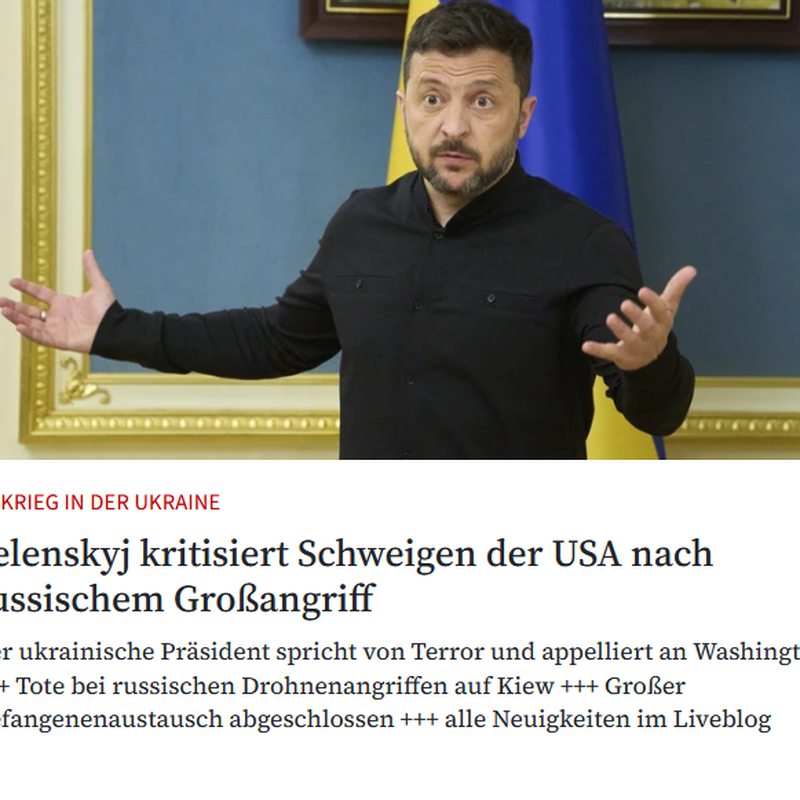 KRIEG IN DER UKRAINE
elenskyj kritisiert Schweigen der USA nach
ussischem Großangriff
er ukrainische Präsident spricht von Terror und appelliert an Washingt
+ Tote bei russischen Drohnenangriffen auf Kiew +++ Großer
efangenenaustausch abgeschlossen +++ alle Neuigkeiten im Liveblog